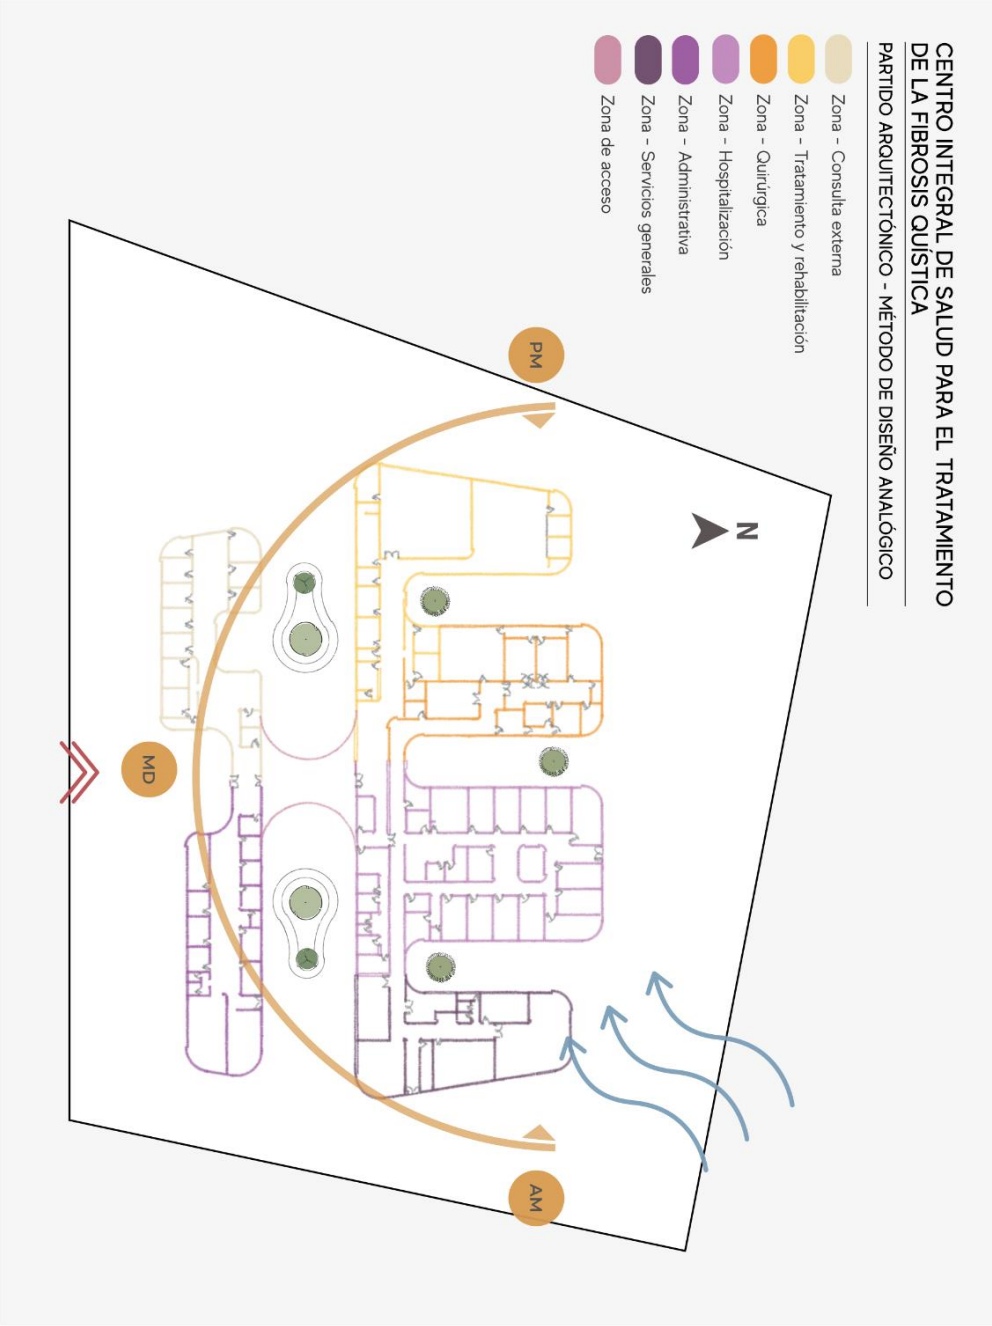 CENTRO INTEGRAL DE SALUD PARA EL TRATAMIENTO
DE LA FIBROSIS QUÍSTICA
PARTIDO ARQUITECTÓNICO - MÉTODO DE DISEÑO ANALÓGICO
Zona - Consulta externa
Zona - Tratamiento y rehabilitación
Zona - Quirúrgica
Zona - Hospitalización
Zona - Administrativa
Zona - Servicios generales
Zona de acceso
N
PM
MD
AM